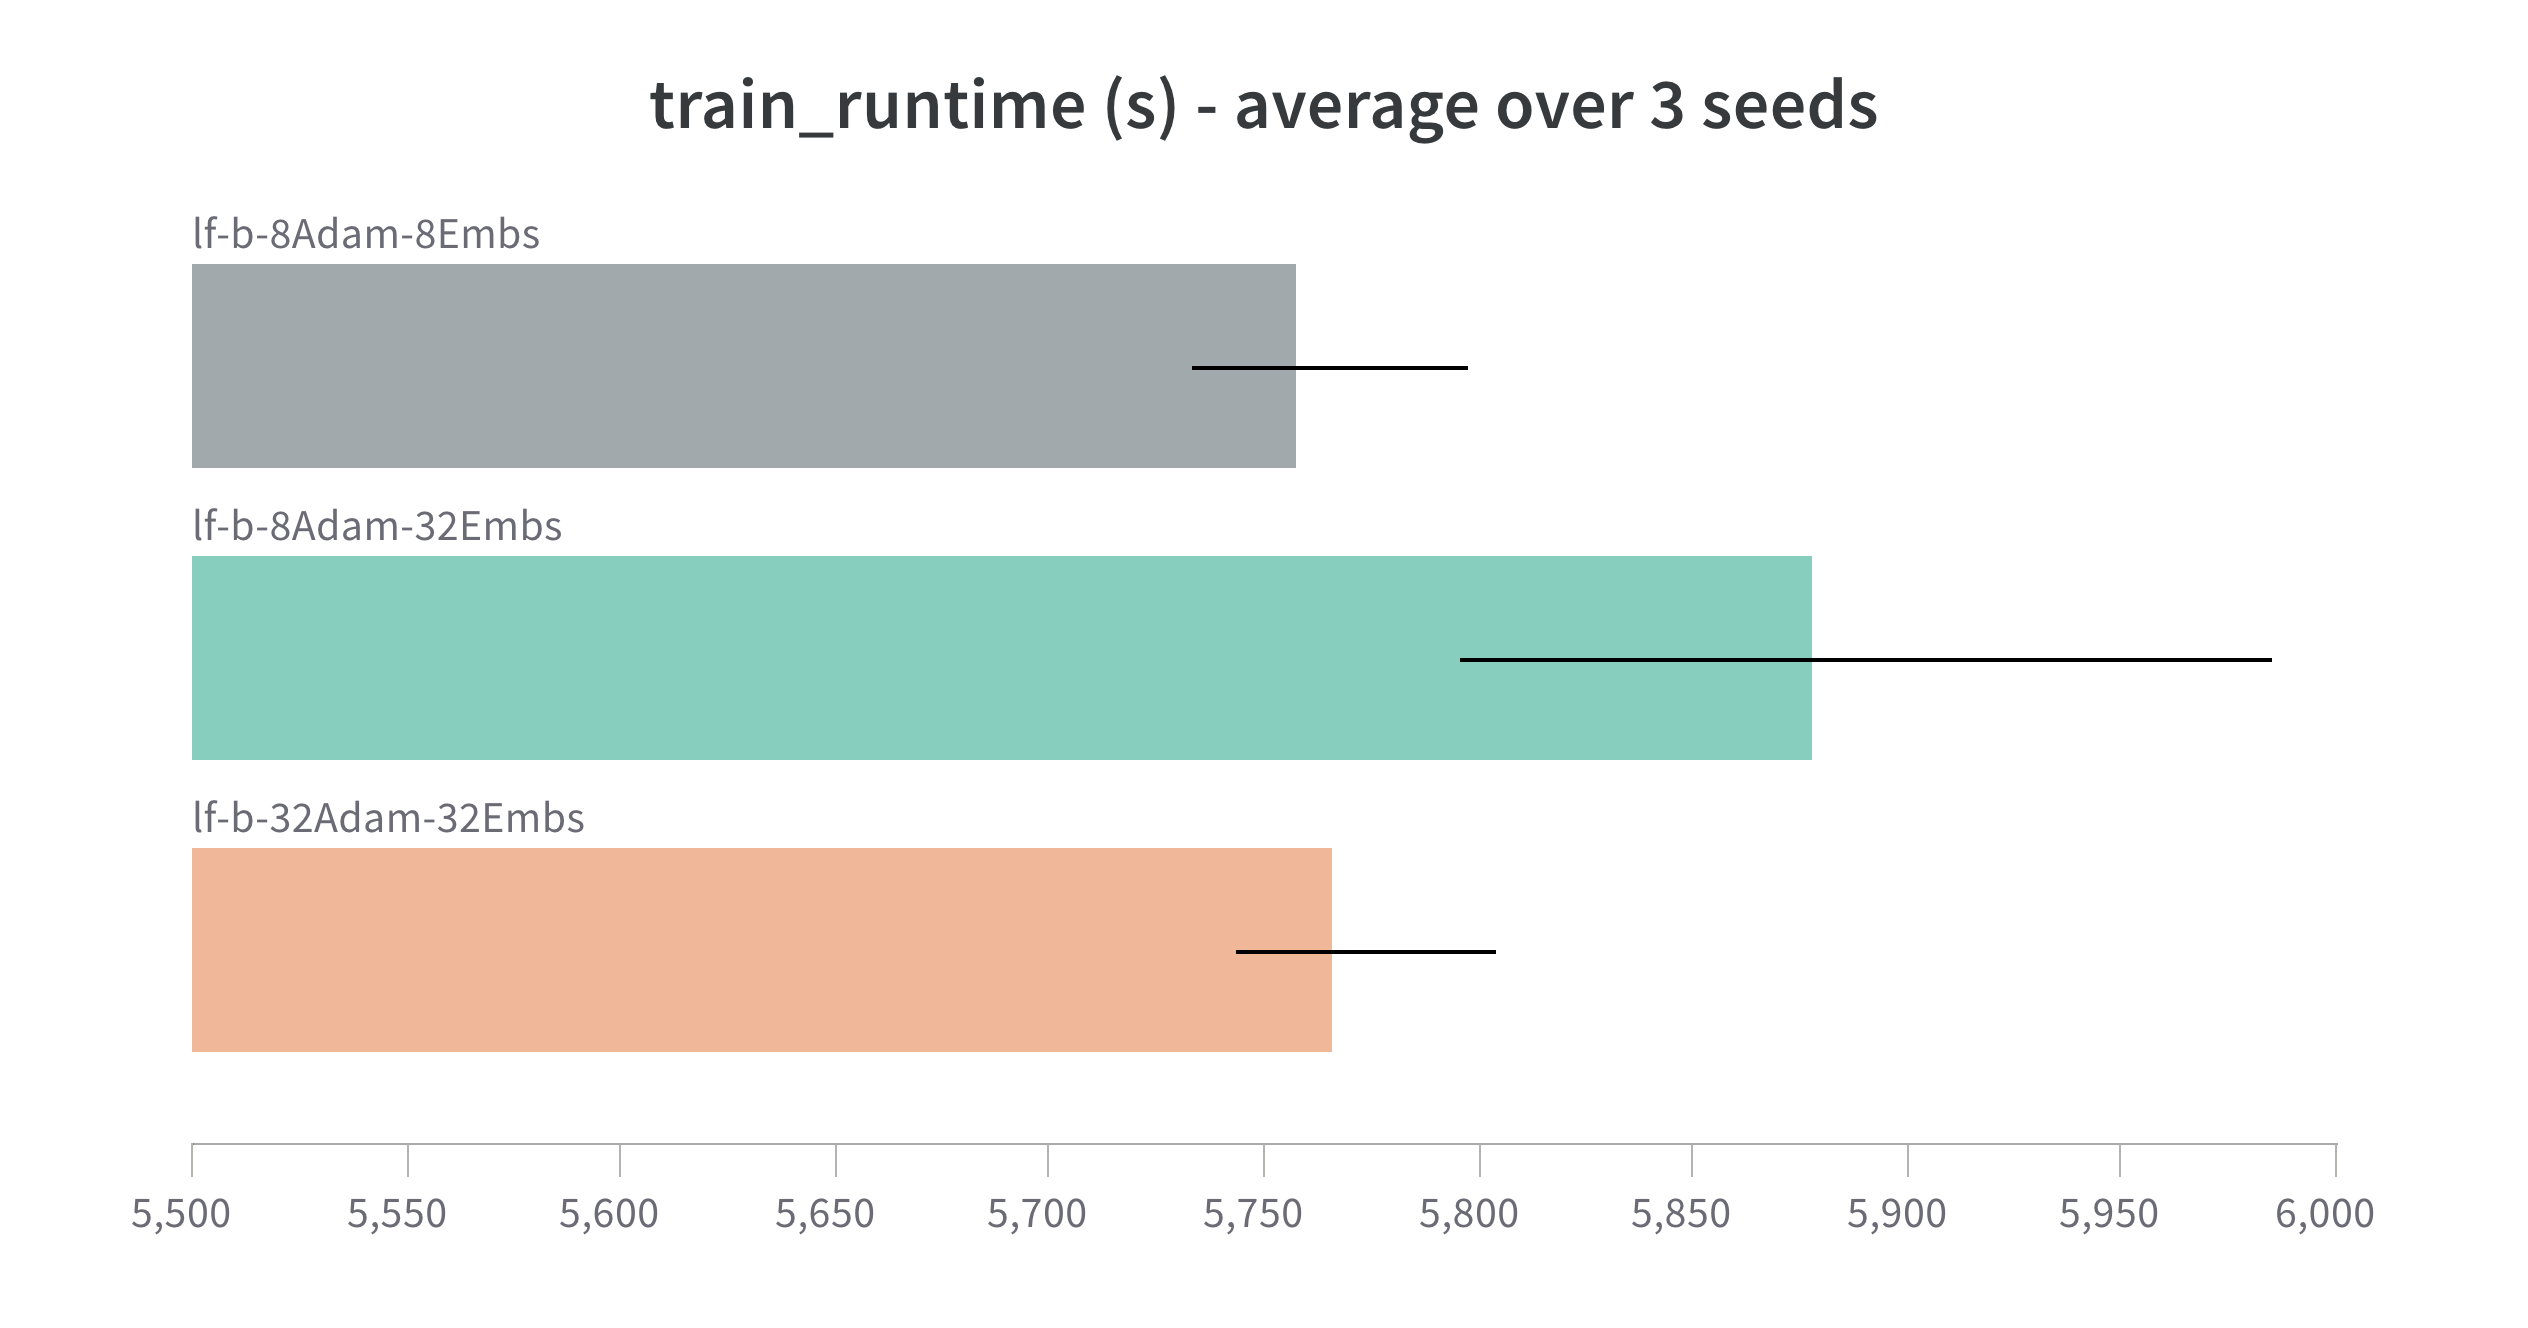 train_runtime (s) - average over 3 seeds
lf-b-8Adam-8Embs
lf-b-8Adam-32Embs
lf-b-32Adam-32Embs
5,500 5,550 5,600 5,650 5,700 5,750 5,800 5,850 5,900 5,950 6,000